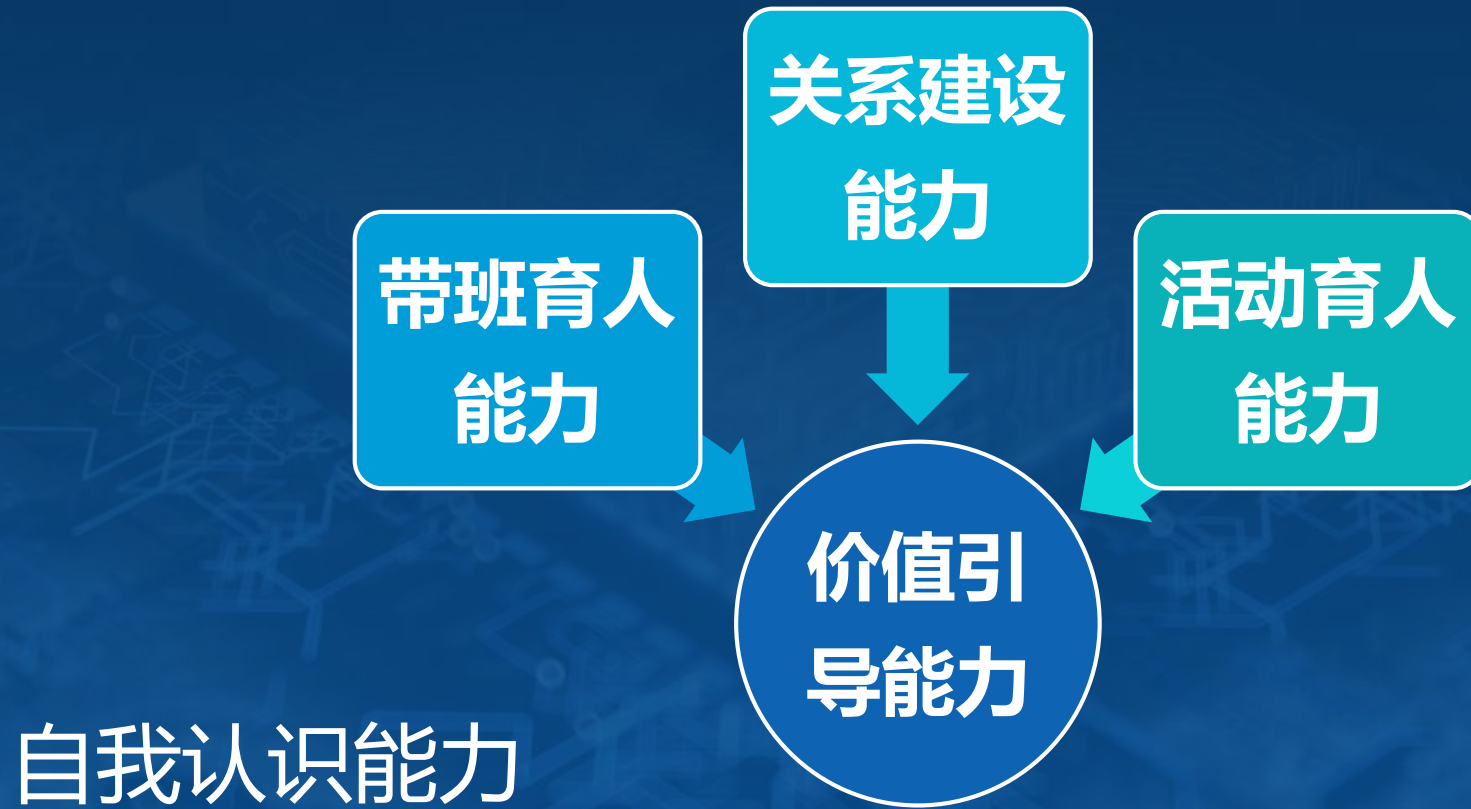 关系建设
能力
带班育人
能力
活动育人
能力
价值引
导能力
自我认识能力